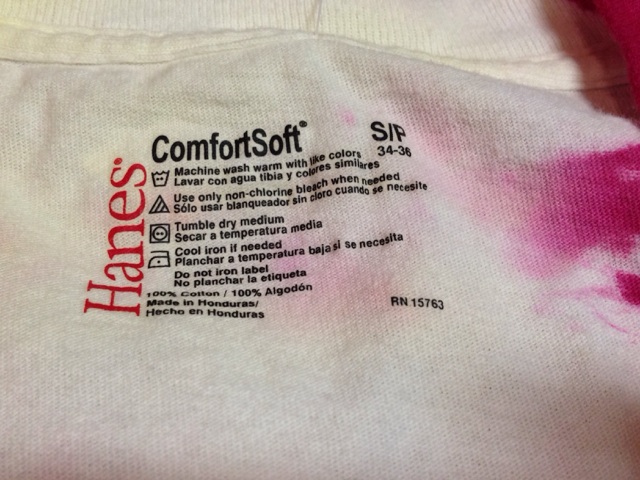 Hanes®
ComfortSoft®
S/P
34-36
Machine wash warm with like colors
Lavar con agua tibia y colores similares
Use only non-chlorine bleach when needed
Sólo usar blanqueador sin cloro cuando se necesite
Tumble dry medium
Secar a temperatura media
Cool iron if needed
Planchar a temperatura baja si se necesita
Do not iron label
No planchar la etiqueta
100% Cotton / 100% Algodón
Made in Honduras/
Hecho en Honduras
RN 15763